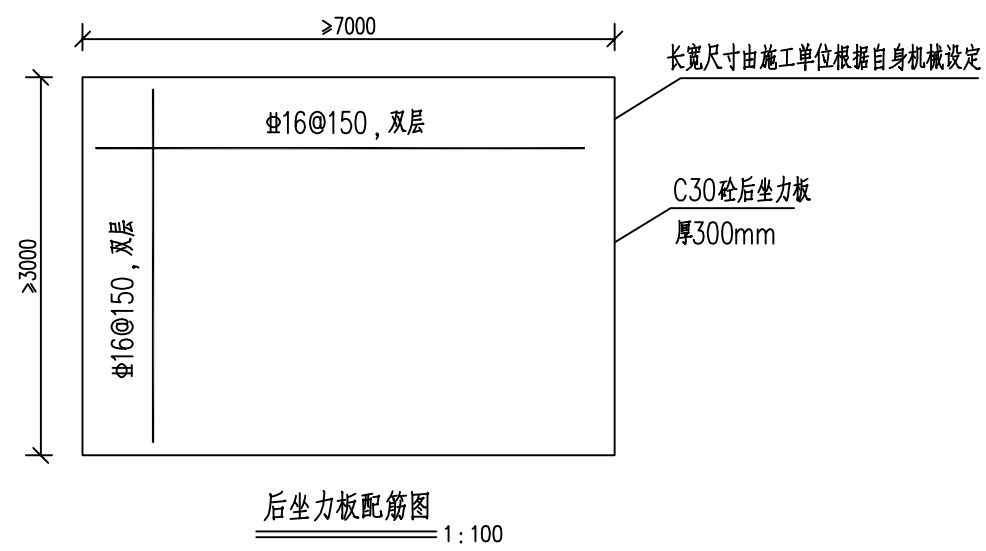 ≥7000
长宽尺寸由施工单位根据自身机械设定
⌽16@150，双层
C30砼后坐力板
厚300mm
≥3000
⌽16@150，双层
后坐力板配筋图
1：100